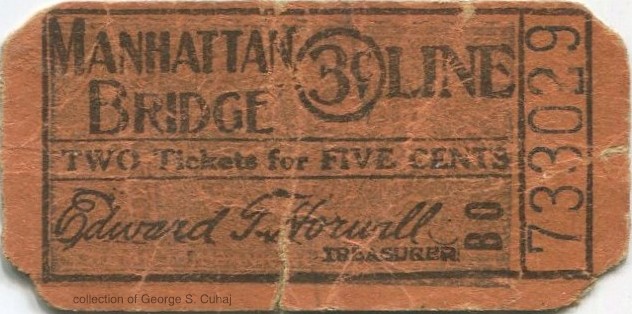 MANHATTAN BRIDGE 3¢ LINE
TWO Tickets for FIVE CENTS
Edward T. Horwill
TREASURER
BO
733029
collection of George S. Cuhaj